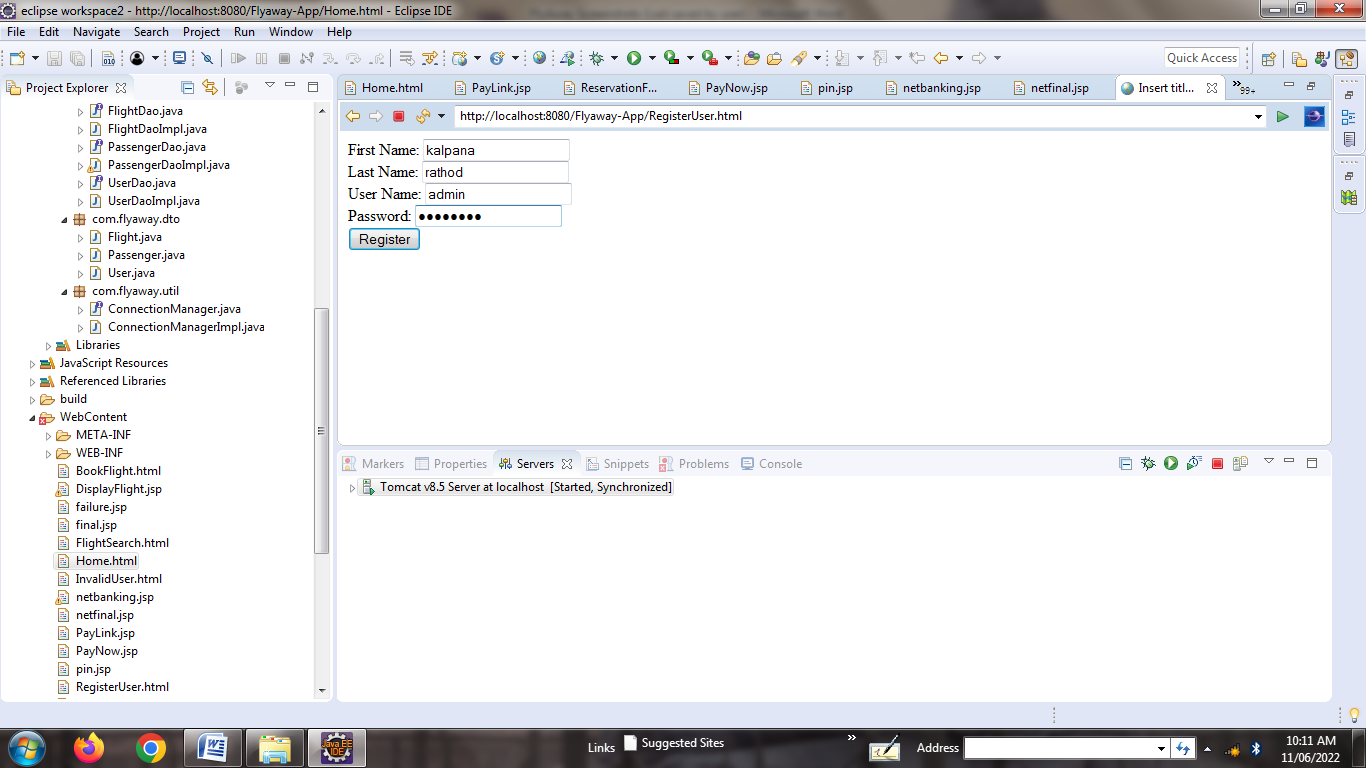 eclipse workspace2 - http://localhost:8080/Flyaway-App/Home.html - Eclipse IDE
File Edit Navigate Search Project Run Window Help
Quick Access
Project Explorer
FlightDao.java
FlightDaoImpl.java
PassengerDao.java
PassengerDaoImpl.java
UserDao.java
UserDaoImpl.java
com.flyaway.dto
Flight.java
Passenger.java
User.java
com.flyaway.util
ConnectionManager.java
ConnectionManagerImpl.java
Libraries
JavaScript Resources
Referenced Libraries
build
WebContent
META-INF
WEB-INF
BookFlight.html
DisplayFlight.jsp
failure.jsp
final.jsp
FlightSearch.html
Home.html
InvalidUser.html
netbanking.jsp
netfinal.jsp
PayLink.jsp
PayNow.jsp
pin.jsp
RegisterUser.html
Home.html PayLink.jsp ReservationF... PayNow.jsp pin.jsp netbanking.jsp netfinal.jsp Insert titl... »99+
http://localhost:8080/Flyaway-App/RegisterUser.html
First Name: kalpana
Last Name: rathod
User Name: admin
Password: ●●●●●●●●
Register
Markers Properties Servers Snippets Problems Console
Tomcat v8.5 Server at localhost [Started, Synchronized]
Java EE
IDE
Links Suggested Sites » Address
10:11 AM
11/06/2022